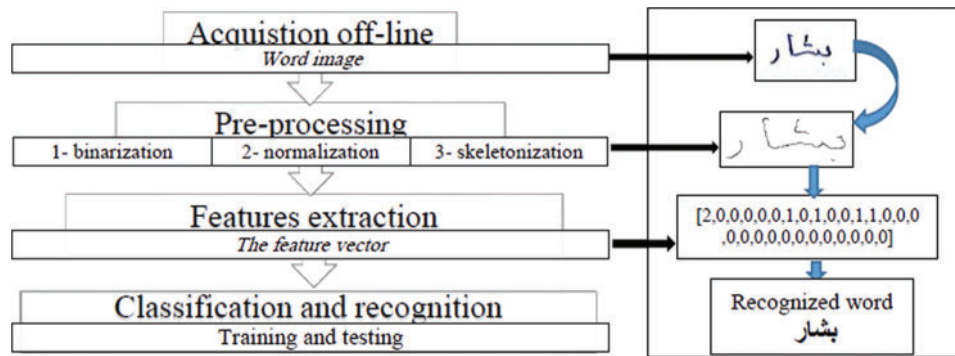 Acquistion off-line
Word image
Pre-processing
1- binarization
2- normalization
3- skeletonization
Features extraction
The feature vector
Classification and recognition
Training and testing
بشار
بشار
[2,0,0,0,0,0,1,0,1,0,0,1,1,0,0,0
,0,0,0,0,0,0,0,0,0,0,0,0,0]
Recognized word
بشار